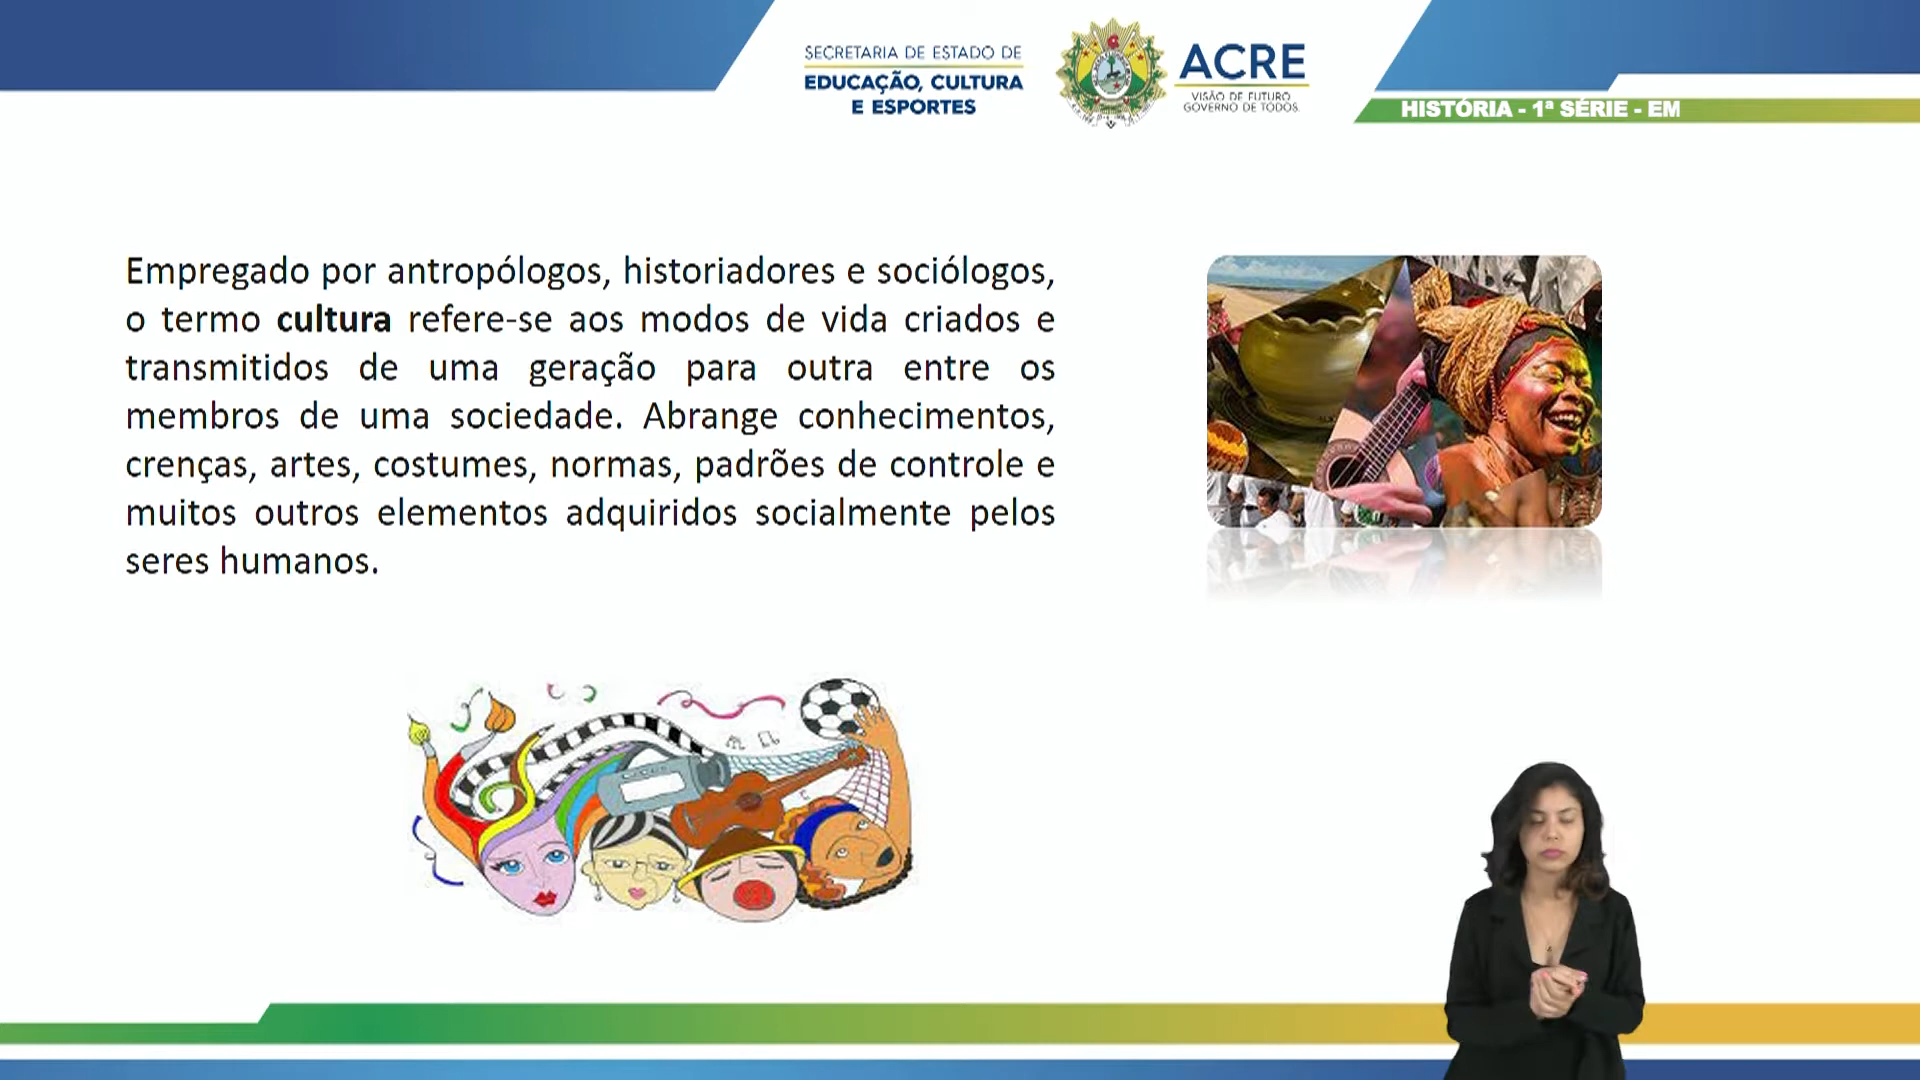 SECRETARIA DE ESTADO DE
EDUCAÇÃO, CULTURA
E ESPORTES
ACRE
VISÃO DE FUTURO
GOVERNO DE TODOS
HISTÓRIA - 1ª SÉRIE - EM
Empregado por antropólogos, historiadores e sociólogos,
o termo cultura refere-se aos modos de vida criados e
transmitidos de uma geração para outra entre os
membros de uma sociedade. Abrange conhecimentos,
crenças, artes, costumes, normas, padrões de controle e
muitos outros elementos adquiridos socialmente pelos
seres humanos.